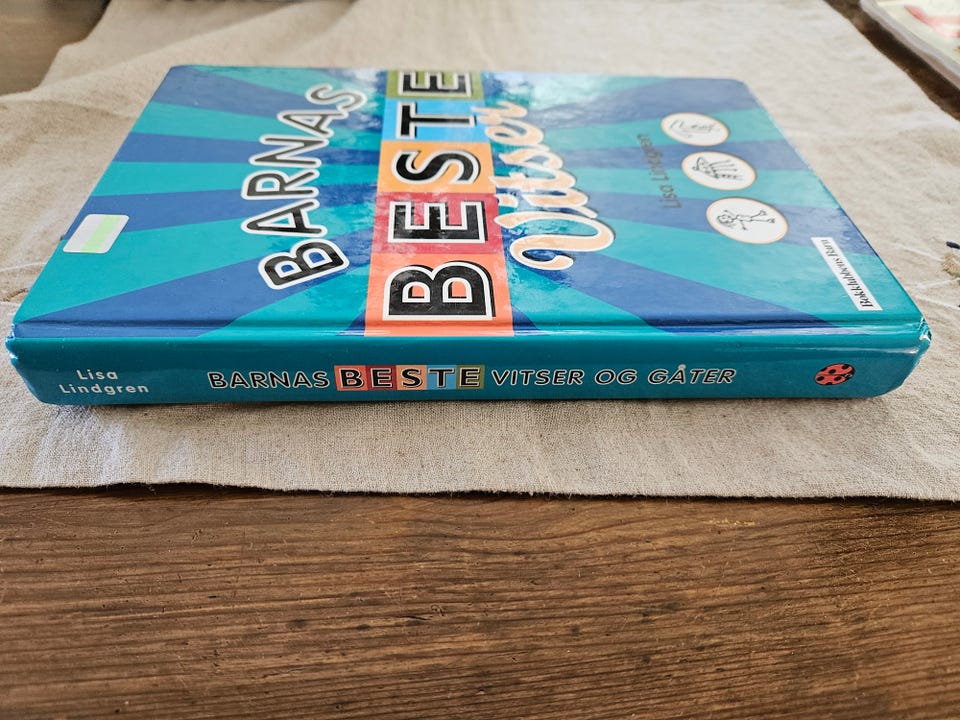 BARNAS
BESTE
Vitser
Lisa Lindgren
Bokklubbens Barn
Lisa
Lindgren
BARNAS BESTE VITSER OG GÅTER